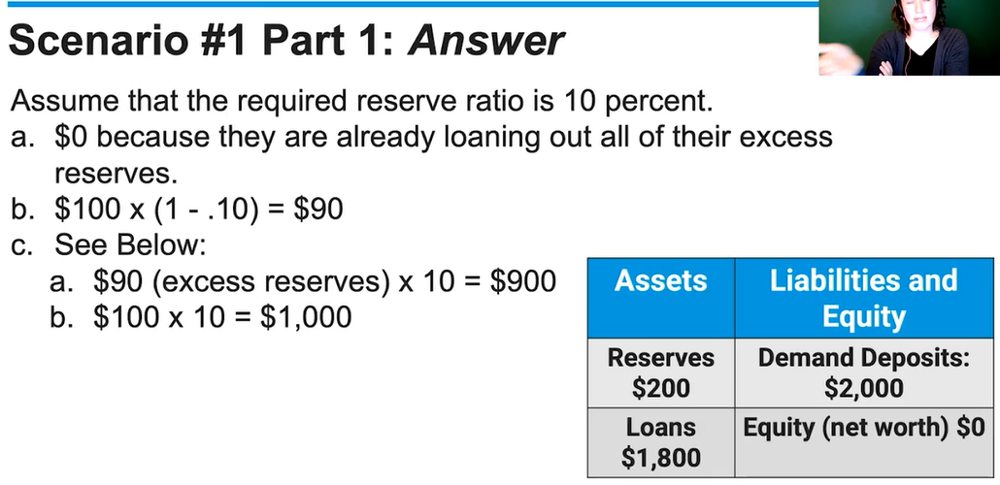 Scenario #1 Part 1: Answer
Assume that the required reserve ratio is 10 percent.
a. $0 because they are already loaning out all of their excess
reserves.
b. $100 x (1 - .10) = $90
c. See Below:
a. $90 (excess reserves) x 10 = $900
b. $100 x 10 = $1,000
Assets
Liabilities and
Equity
Reserves
$200
Demand Deposits:
$2,000
Loans
$1,800
Equity (net worth) $0